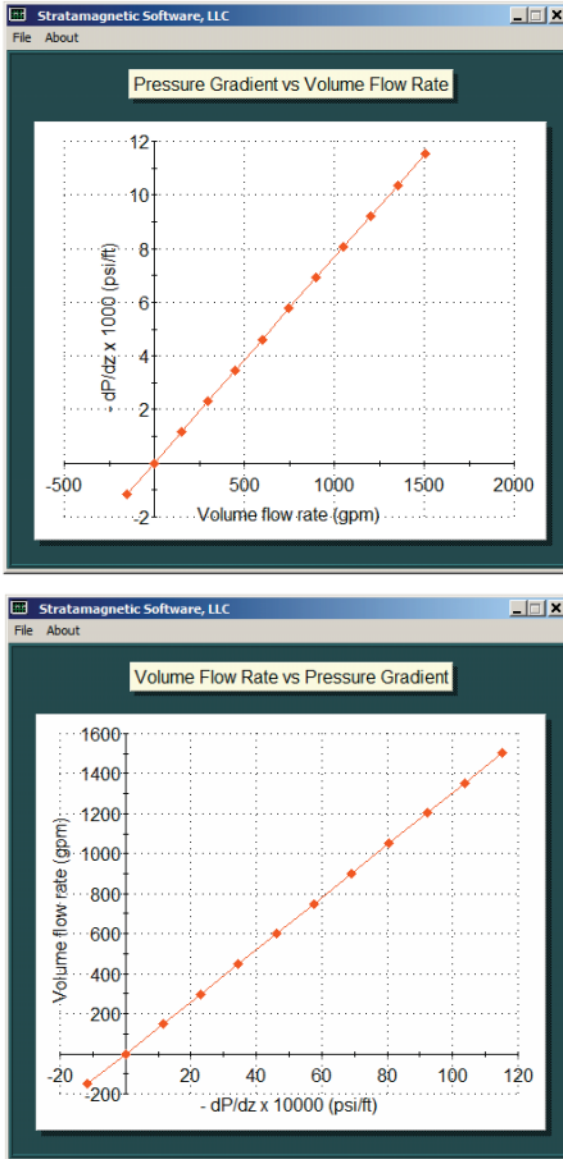 Stratamagnetic Software, LLC
File About
Pressure Gradient vs Volume Flow Rate
12
10
8
6
4
2
-2
- dP/dz x 1000 (psi/ft)
-500 500 1000 1500 2000
Volume flow rate (gpm)
Stratamagnetic Software, LLC
File About
Volume Flow Rate vs Pressure Gradient
1600
1400
1200
1000
800
600
400
200
-200
Volume flow rate (gpm)
-20 20 40 60 80 100 120
- dP/dz x 10000 (psi/ft)